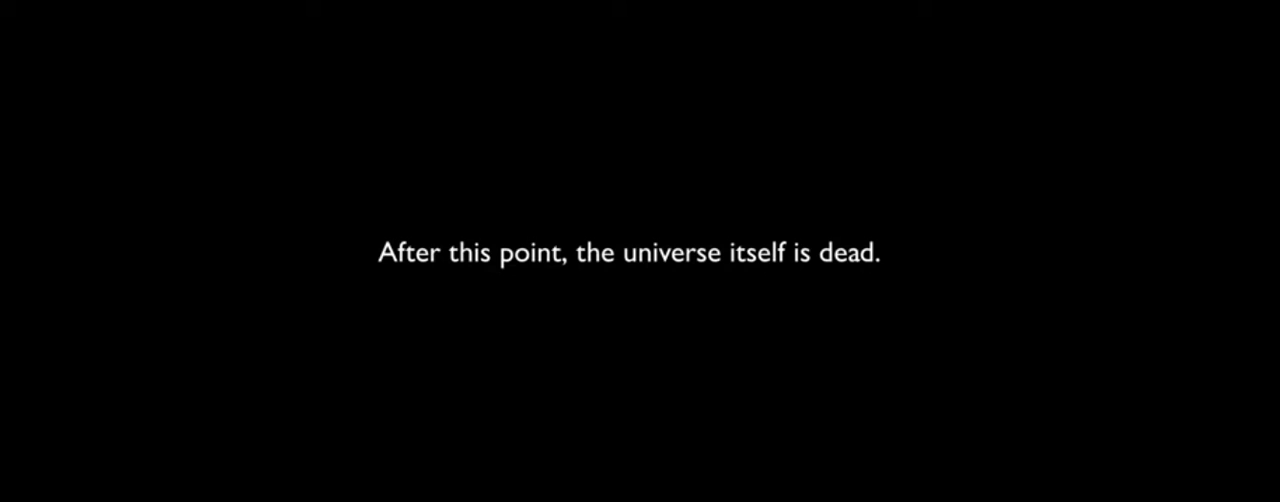 After this point, the universe itself is dead.